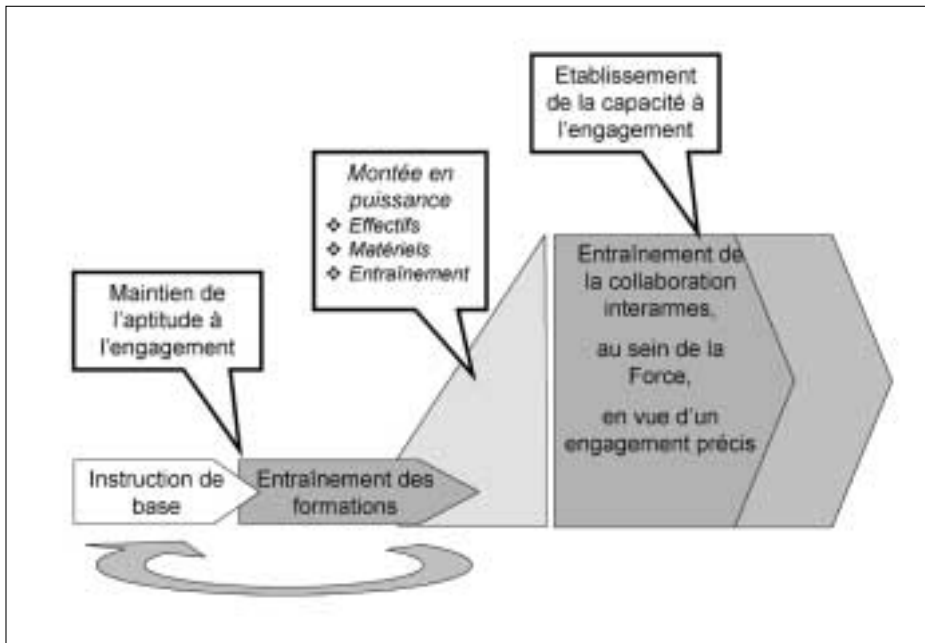 Etablissement
de la capacité à
l'engagement
Montée en
puissance
❖ Effectifs
❖ Matériels
❖ Entraînement
Maintien de
l'aptitude à
l'engagement
Entraînement de
la collaboration
interarmes,
au sein de la
Force,
en vue d'un
engagement précis
Instruction de
base
Entraînement des
formations